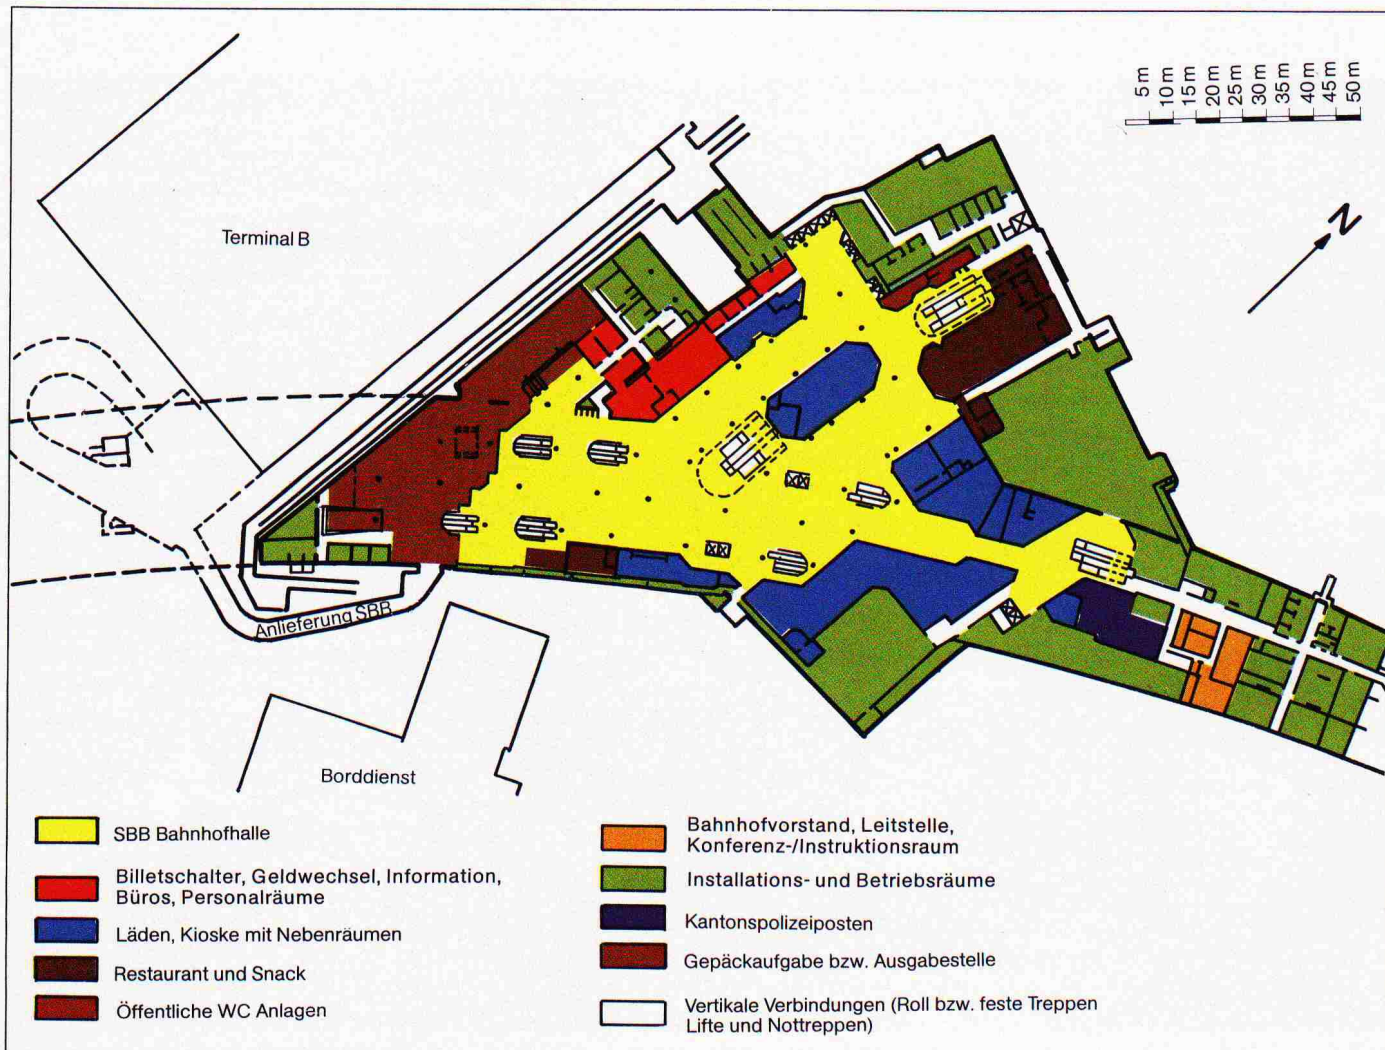 5 m
10 m
15 m
20 m
25 m
30 m
35 m
40 m
45 m
50 m
N
Terminal B
Anlieferung SBB
Borddienst
SBB Bahnhofhalle
Billetschalter, Geldwechsel, Information,
Büros, Personalräume
Läden, Kioske mit Nebenräumen
Restaurant und Snack
Öffentliche WC Anlagen
Bahnhofvorstand, Leitstelle,
Konferenz-/Instruktionsraum
Installations- und Betriebsräume
Kantonspolizeiposten
Gepäckaufgabe bzw. Ausgabestelle
Vertikale Verbindungen (Roll bzw. feste Treppen
Lifte und Nottreppen)